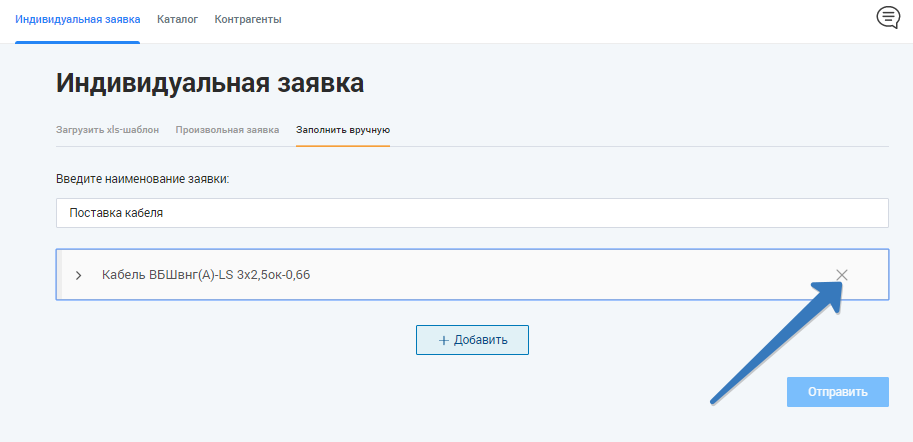 Индивидуальная заявка Каталог Контрагенты
Индивидуальная заявка
Загрузить xls-шаблон Произвольная заявка Заполнить вручную
Введите наименование заявки:
Поставка кабеля
Кабель ВБШвнг(А)-LS 3х2,5ок-0,66
Добавить
Отправить